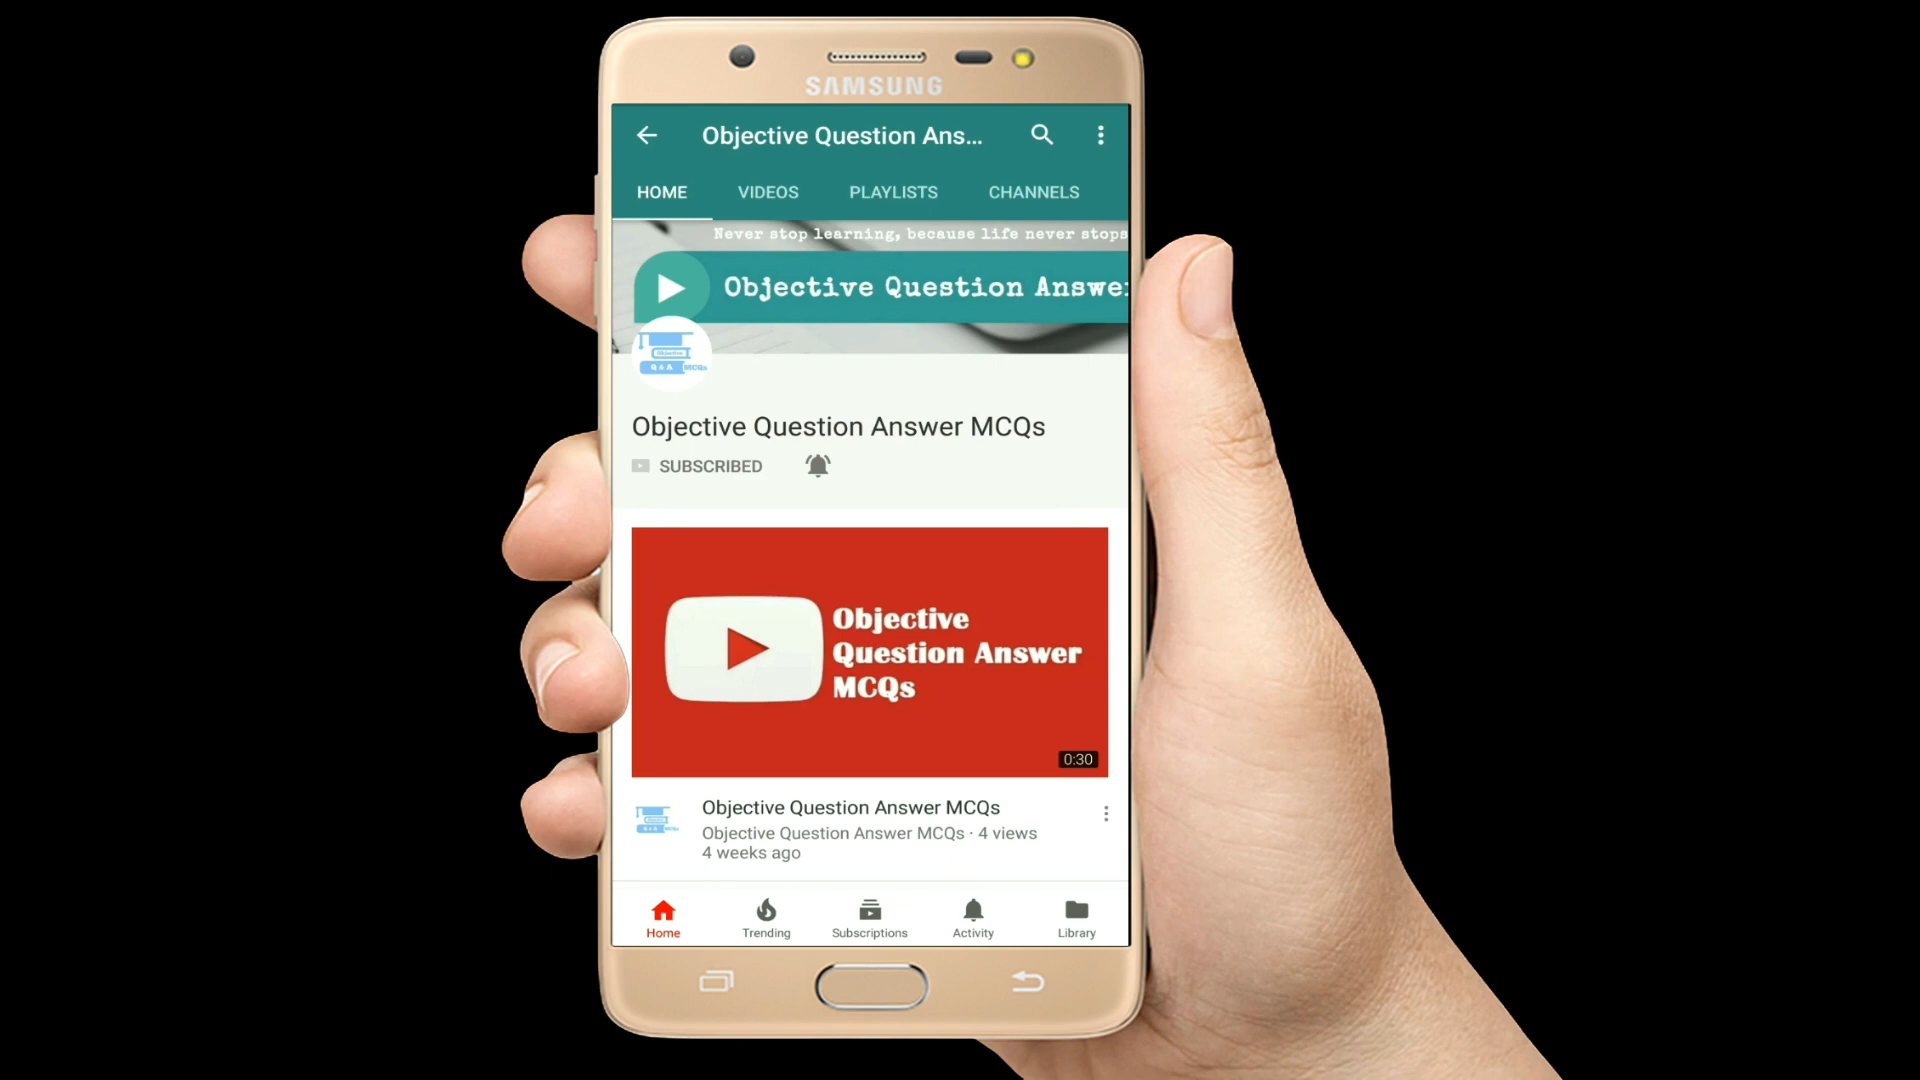 SAMSUNG
Objective Question Ans...
HOME VIDEOS PLAYLISTS CHANNELS
Never stop learning, because life never stops
Objective Question Answe
Objective
Q & A MCQs
Objective Question Answer MCQs
SUBSCRIBED
Objective
Question Answer
MCQs
0:30
Objective Question Answer MCQs
Objective Question Answer MCQs · 4 views
4 weeks ago
Home Trending Subscriptions Activity Library